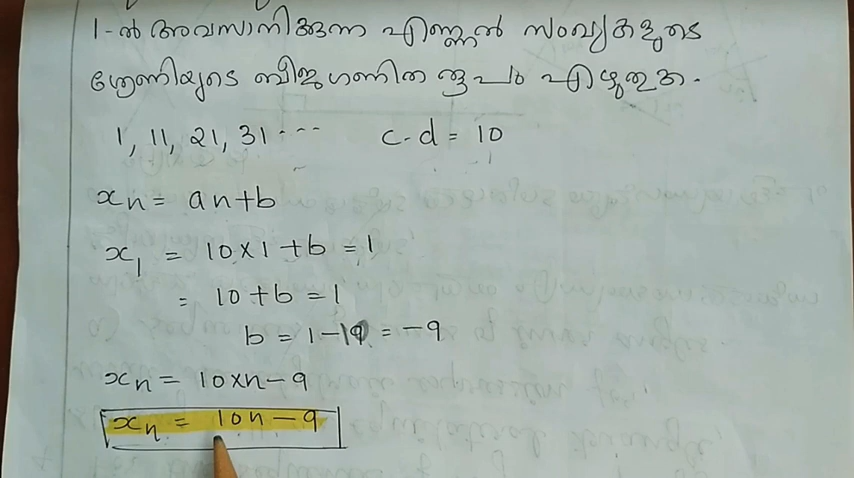 1-ൽ അവസാനിക്കുന്ന എണ്ണൽ സംഖ്യകളുടെ
ശ്രേണിയുടെ ബീജഗണിത രൂപം എഴുതുക.
1, 11, 21, 31 ---- c.d = 10
xn = an+b
x1 = 10×1+b = 1
= 10+b = 1
b = 1-10 = -9
xn = 10×n-9
xn = 10n-9